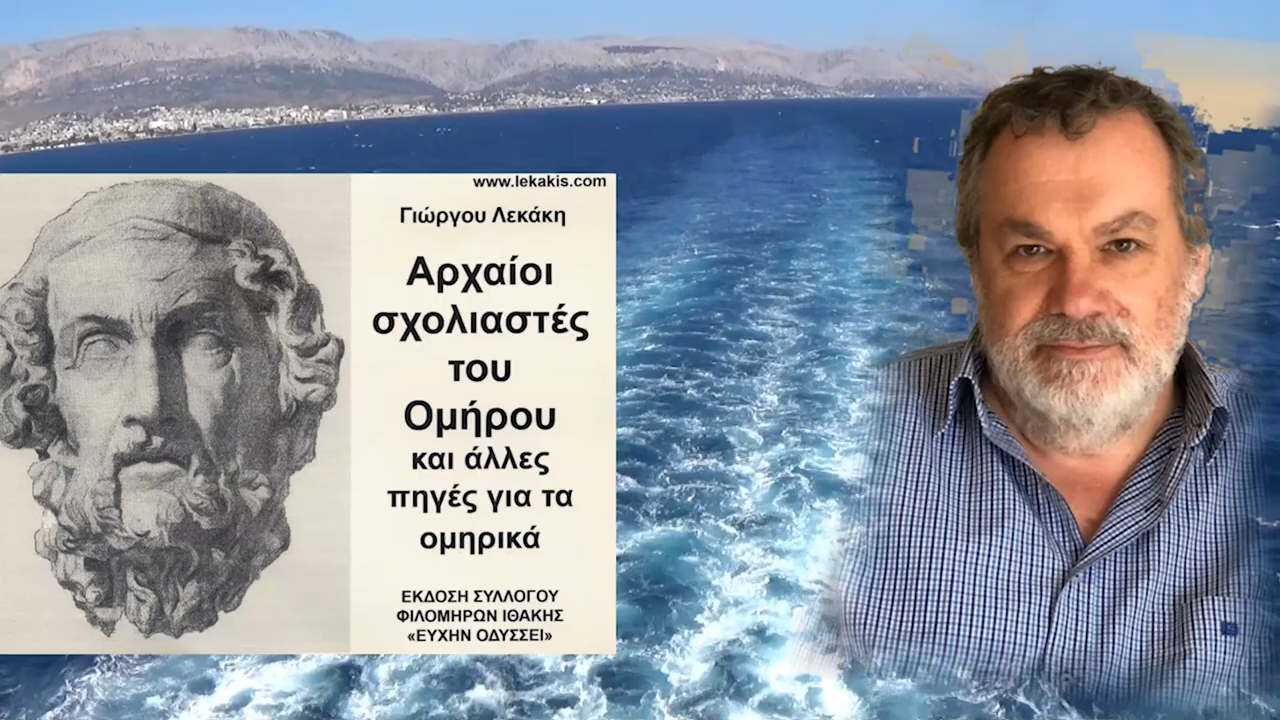 www.lekakis.com
Γιώργου Λεκάκη
Αρχαίοι
σχολιαστές
του
Ομήρου
και άλλες
πηγές για τα
ομηρικά
ΕΚΔΟΣΗ ΣΥΛΛΟΓΟΥ
ΦΙΛΟΜΗΡΩΝ ΙΘΑΚΗΣ
«ΕΥΧΗΝ ΟΔΥΣΣΕΙ»